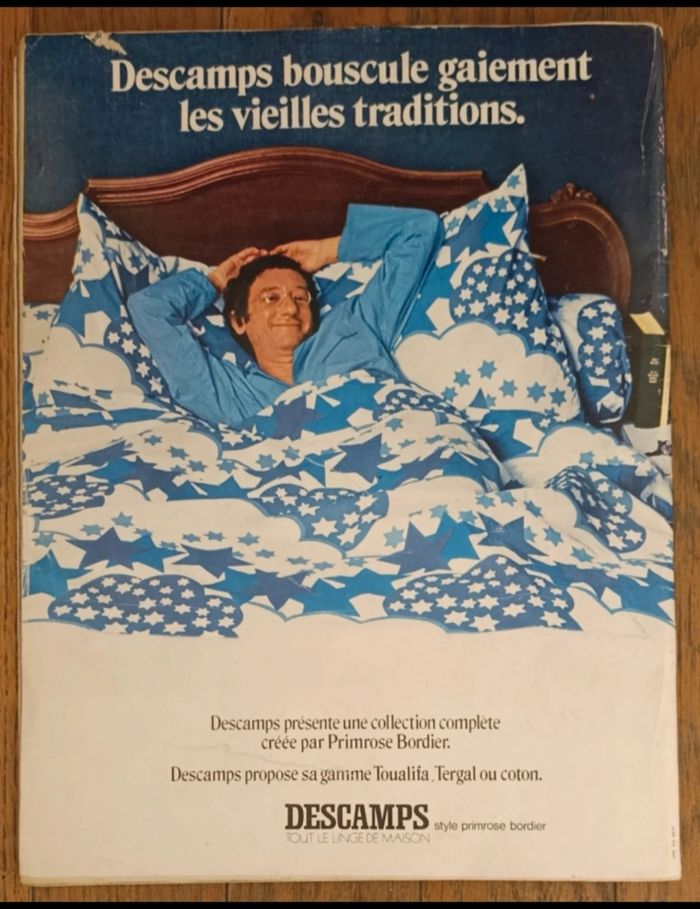 Descamps bouscule gaiement
les vieilles traditions.
Descamps présente une collection complète
créée par Primrose Bordier.
Descamps propose sa gamme Toualifa, Tergal ou coton.
DESCAMPS style primrose bordier
TOUT LE LINGE DE MAISON